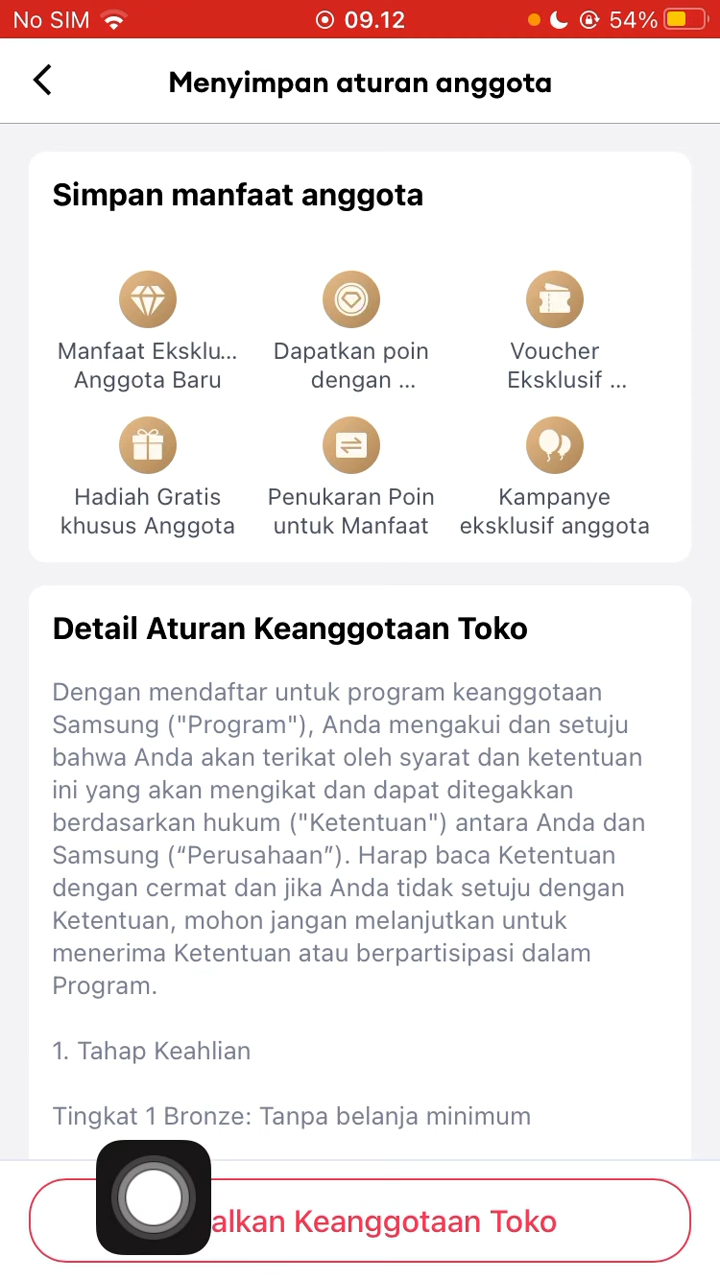 No SIM 09.12 54%
Menyimpan aturan anggota
Simpan manfaat anggota
Manfaat Eksklu...
Anggota Baru
Dapatkan poin
dengan ...
Voucher
Eksklusif ...
Hadiah Gratis
khusus Anggota
Penukaran Poin
untuk Manfaat
Kampanye
eksklusif anggota
Detail Aturan Keanggotaan Toko
Dengan mendaftar untuk program keanggotaan
Samsung ("Program"), Anda mengakui dan setuju
bahwa Anda akan terikat oleh syarat dan ketentuan
ini yang akan mengikat dan dapat ditegakkan
berdasarkan hukum ("Ketentuan") antara Anda dan
Samsung (“Perusahaan”). Harap baca Ketentuan
dengan cermat dan jika Anda tidak setuju dengan
Ketentuan, mohon jangan melanjutkan untuk
menerima Ketentuan atau berpartisipasi dalam
Program.
1. Tahap Keahlian
Tingkat 1 Bronze: Tanpa belanja minimum
Keanggotaan Toko